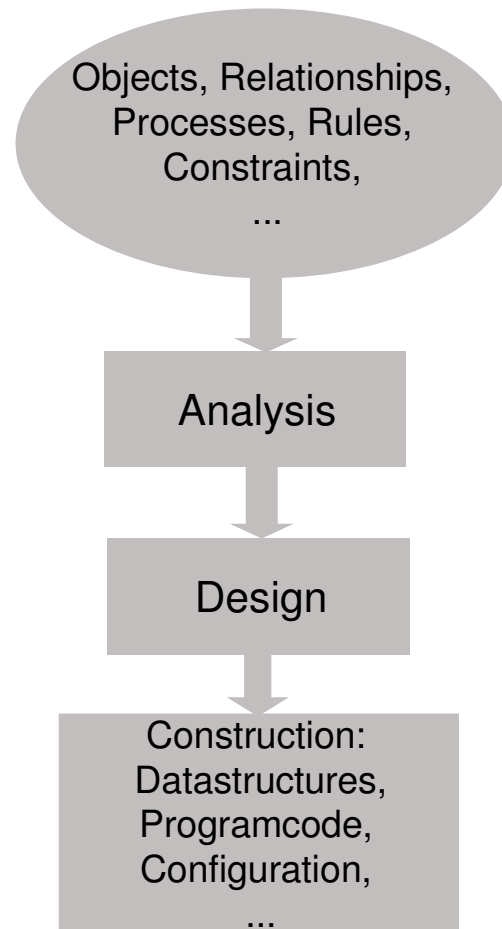 Objects, Relationships,
Processes, Rules,
Constraints,
...
Analysis
Design
Construction:
Datastructures,
Programcode,
Configuration,
...